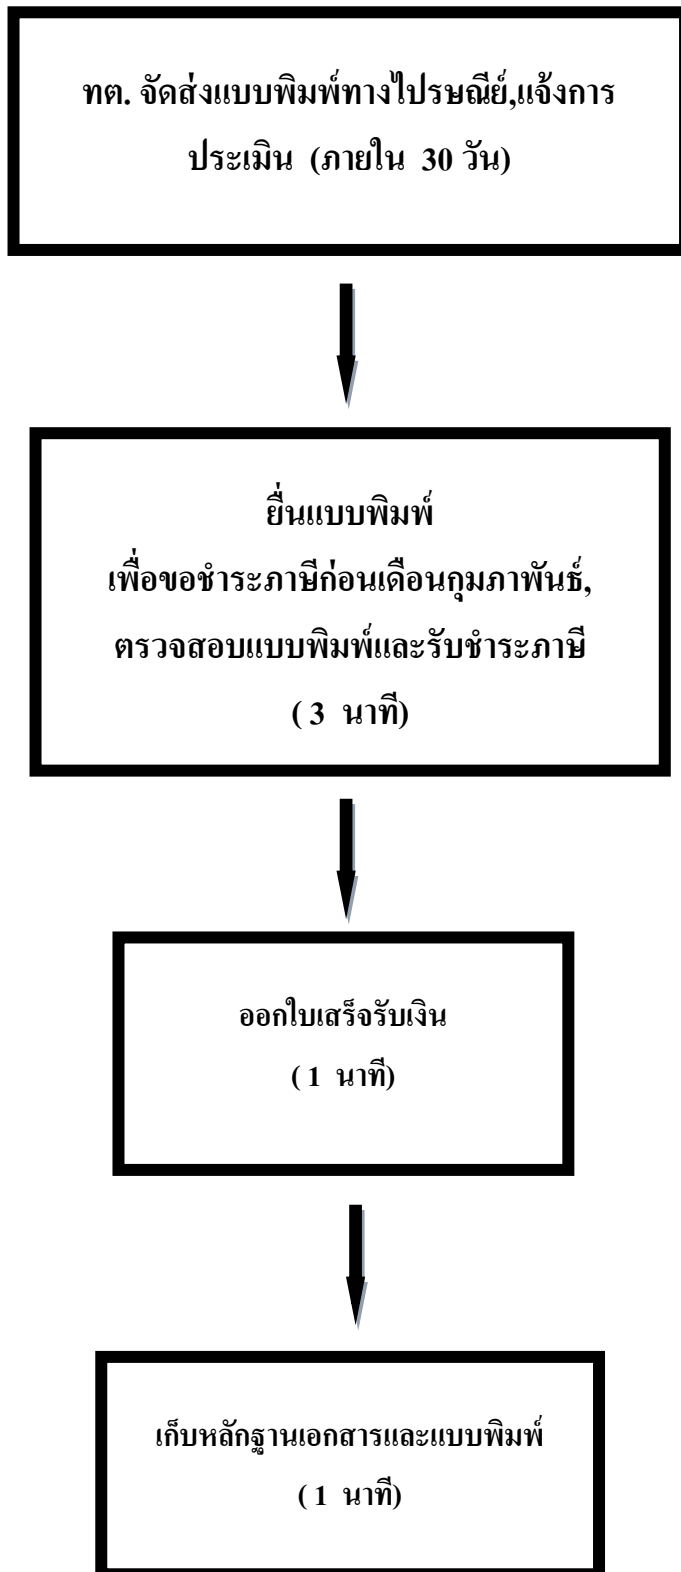 ทต. จัดส่งแบบพิมพ์ทางไปรษณีย์,แจ้งการ
ประเมิน (ภายใน 30 วัน)
ยื่นแบบพิมพ์
เพื่อขอชำระภาษีก่อนเดือนกุมภาพันธ์,
ตรวจสอบแบบพิมพ์และรับชำระภาษี
( 3 นาที)
ออกใบเสร็จรับเงิน
( 1 นาที)
เก็บหลักฐานเอกสารและแบบพิมพ์
( 1 นาที)